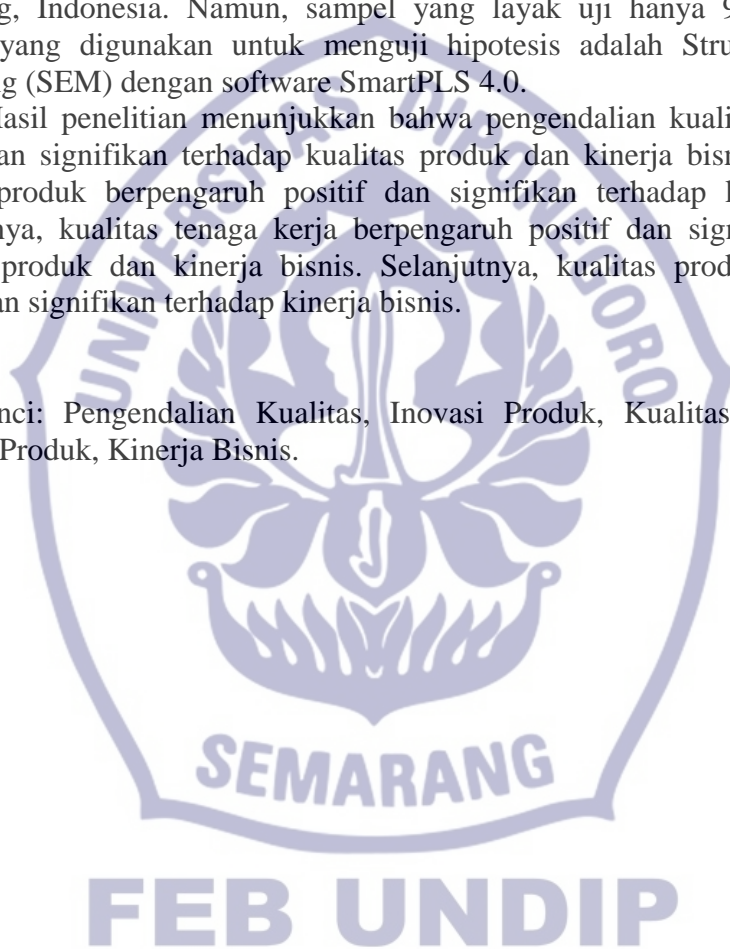 g, Indonesia. Namun, sampel yang layak uji hanya 9
yang digunakan untuk menguji hipotesis adalah Stru
g (SEM) dengan software SmartPLS 4.0.
asil penelitian menunjukkan bahwa pengendalian kuali
an signifikan terhadap kualitas produk dan kinerja bisn
produk berpengaruh positif dan signifikan terhadap
nya, kualitas tenaga kerja berpengaruh positif dan sign
produk dan kinerja bisnis. Selanjutnya, kualitas prod
an signifikan terhadap kinerja bisnis.
nci: Pengendalian Kualitas, Inovasi Produk, Kualitas
Produk, Kinerja Bisnis.
UNIVERSITAS DIPONEGORO
SEMARANG
FEB UNDIP